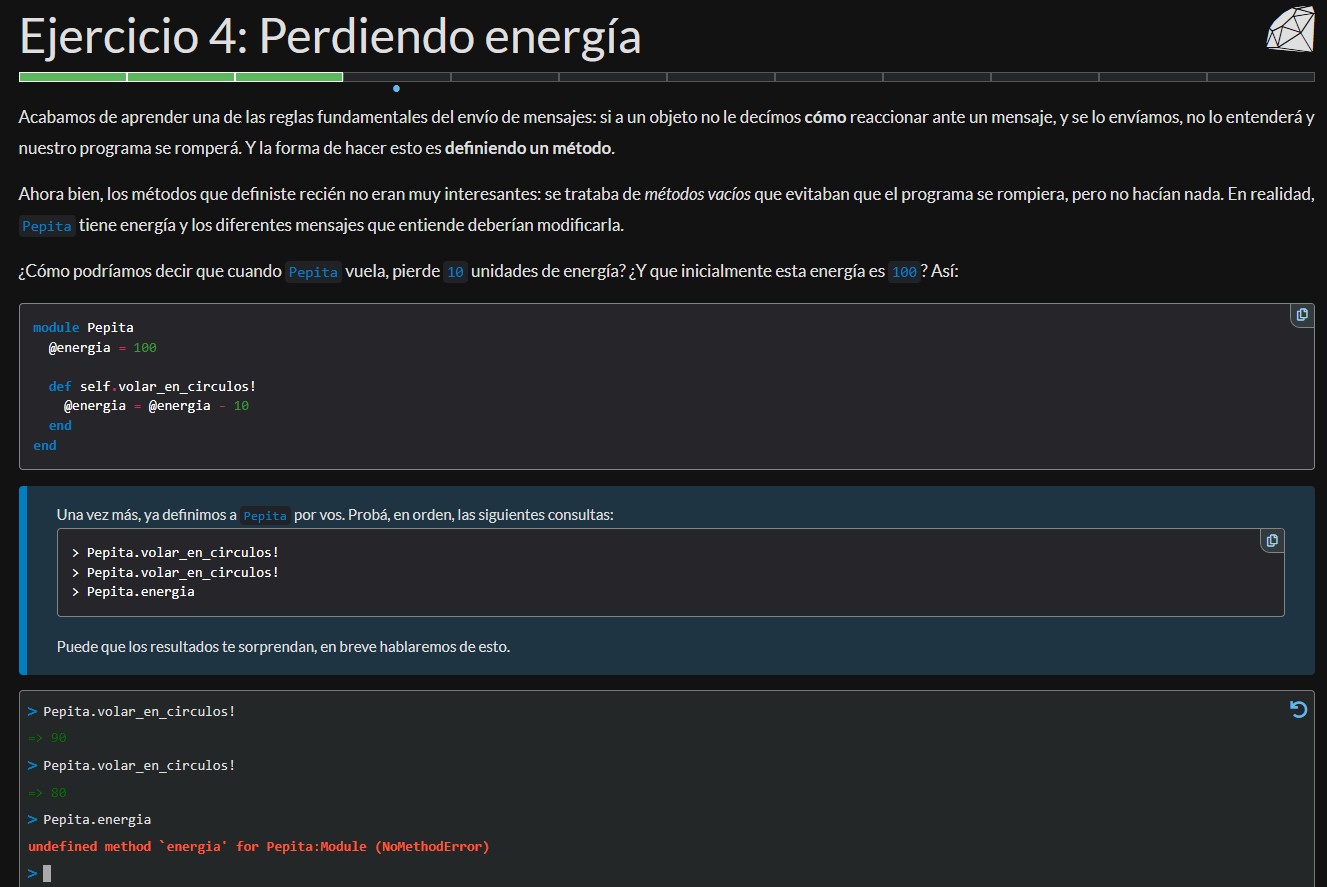 Ejercicio 4: Perdiendo energía
Acabamos de aprender una de las reglas fundamentales del envío de mensajes: si a un objeto no le decímos cómo reaccionar ante un mensaje, y se lo envíamos, no lo entenderá y
nuestro programa se romperá. Y la forma de hacer esto es definiendo un método.
Ahora bien, los métodos que definiste recién no eran muy interesantes: se trataba de métodos vacíos que evitaban que el programa se rompiera, pero no hacían nada. En realidad,
Pepita tiene energía y los diferentes mensajes que entiende deberían modificarla.
¿Cómo podríamos decir que cuando Pepita vuela, pierde 10 unidades de energía? ¿Y que inicialmente esta energía es 100? Así:
module Pepita
  @energia = 100
  def self.volar_en_circulos!
    @energia = @energia - 10
  end
end
Una vez más, ya definimos a Pepita por vos. Probá, en orden, las siguientes consultas:
> Pepita.volar_en_circulos!
> Pepita.volar_en_circulos!
> Pepita.energia
Puede que los resultados te sorprendan, en breve hablaremos de esto.
> Pepita.volar_en_circulos!
=> 90
> Pepita.volar_en_circulos!
=> 80
> Pepita.energia
undefined method `energia' for Pepita:Module (NoMethodError)
>